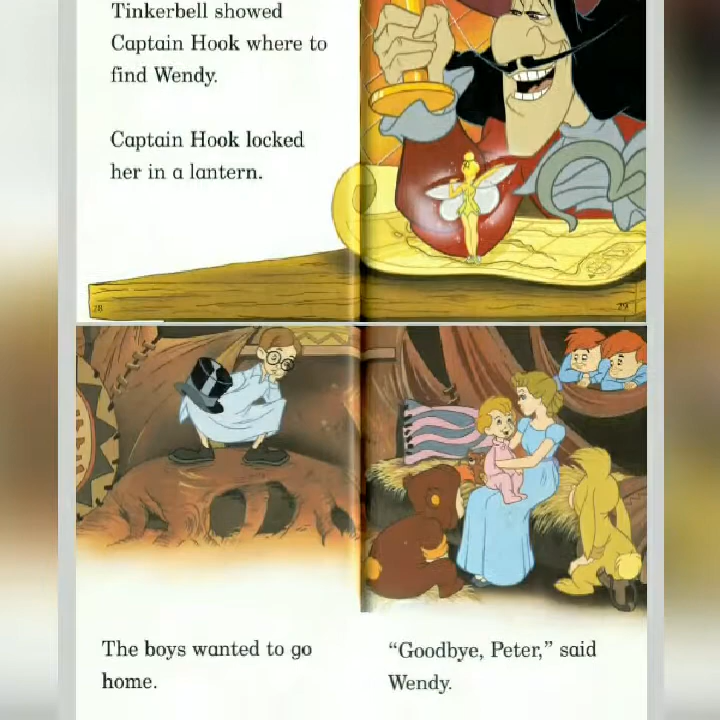 Tinkerbell showed
Captain Hook where to
find Wendy.
Captain Hook locked
her in a lantern.
28
29
The boys wanted to go
home.
“Goodbye, Peter,” said
Wendy.